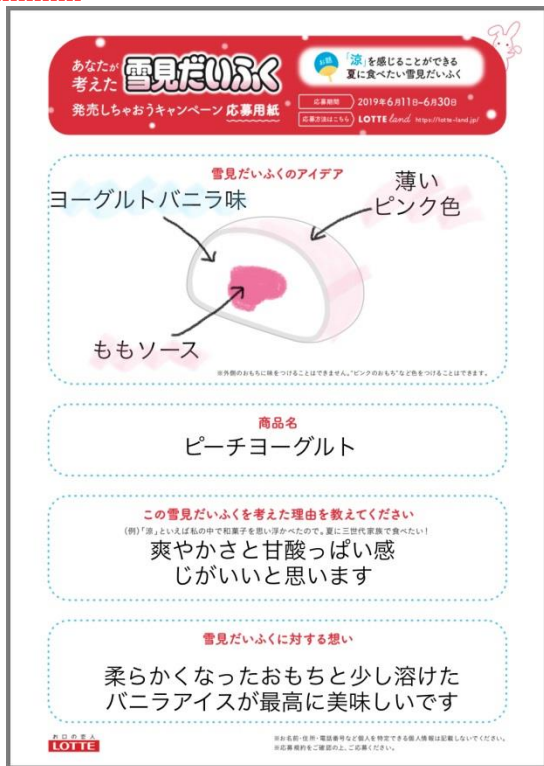 あなたが
考えた 雪見だいふく
発売しちゃおうキャンペーン 応募用紙
お題 「涼」を感じることができる
夏に食べたい雪見だいふく
応募期間 2019年6月11日-6月30日
応募方法はこちら LOTTE Land https://lotte-land.jp/
雪見だいふくのアイデア
ヨーグルトバニラ味
薄い
ピンク色
ももソース
※外側のおもちに味をつけることはできません。"ピンクのおもち"など色をつけることはできます。
商品名
ピーチヨーグルト
この雪見だいふくを考えた理由を教えてください
(例)「涼」といえば私の中で和菓子を思い浮かべたので。夏に三世代家族で食べたい!
爽やかさと甘酸っぱい感
じがいいと思います
雪見だいふくに対する想い
柔らかくなったおもちと少し溶けた
バニラアイスが最高に美味しいです
お口の恋人
LOTTE
※お名前・住所・電話番号など個人を特定できる個人情報は記載しないでください。
※応募規約をご確認の上、ご応募ください。